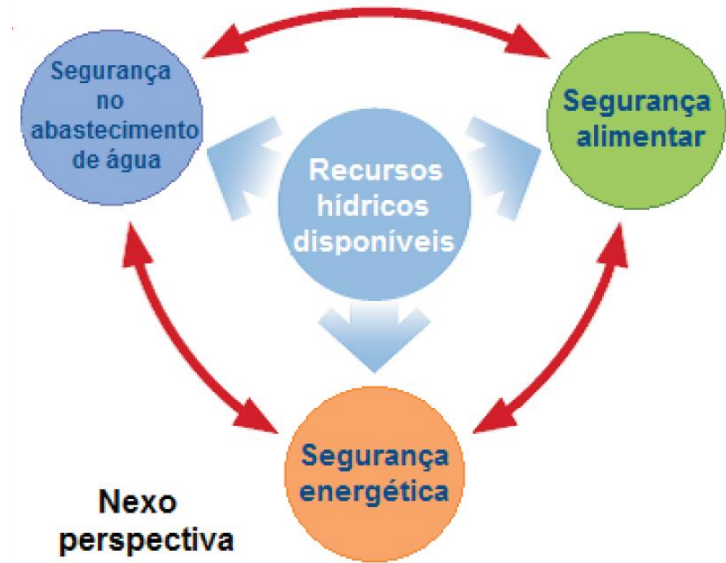 Segurança
no
abastecimento
de água
Segurança
alimentar
Recursos
hídricos
disponíveis
Segurança
energética
Nexo
perspectiva